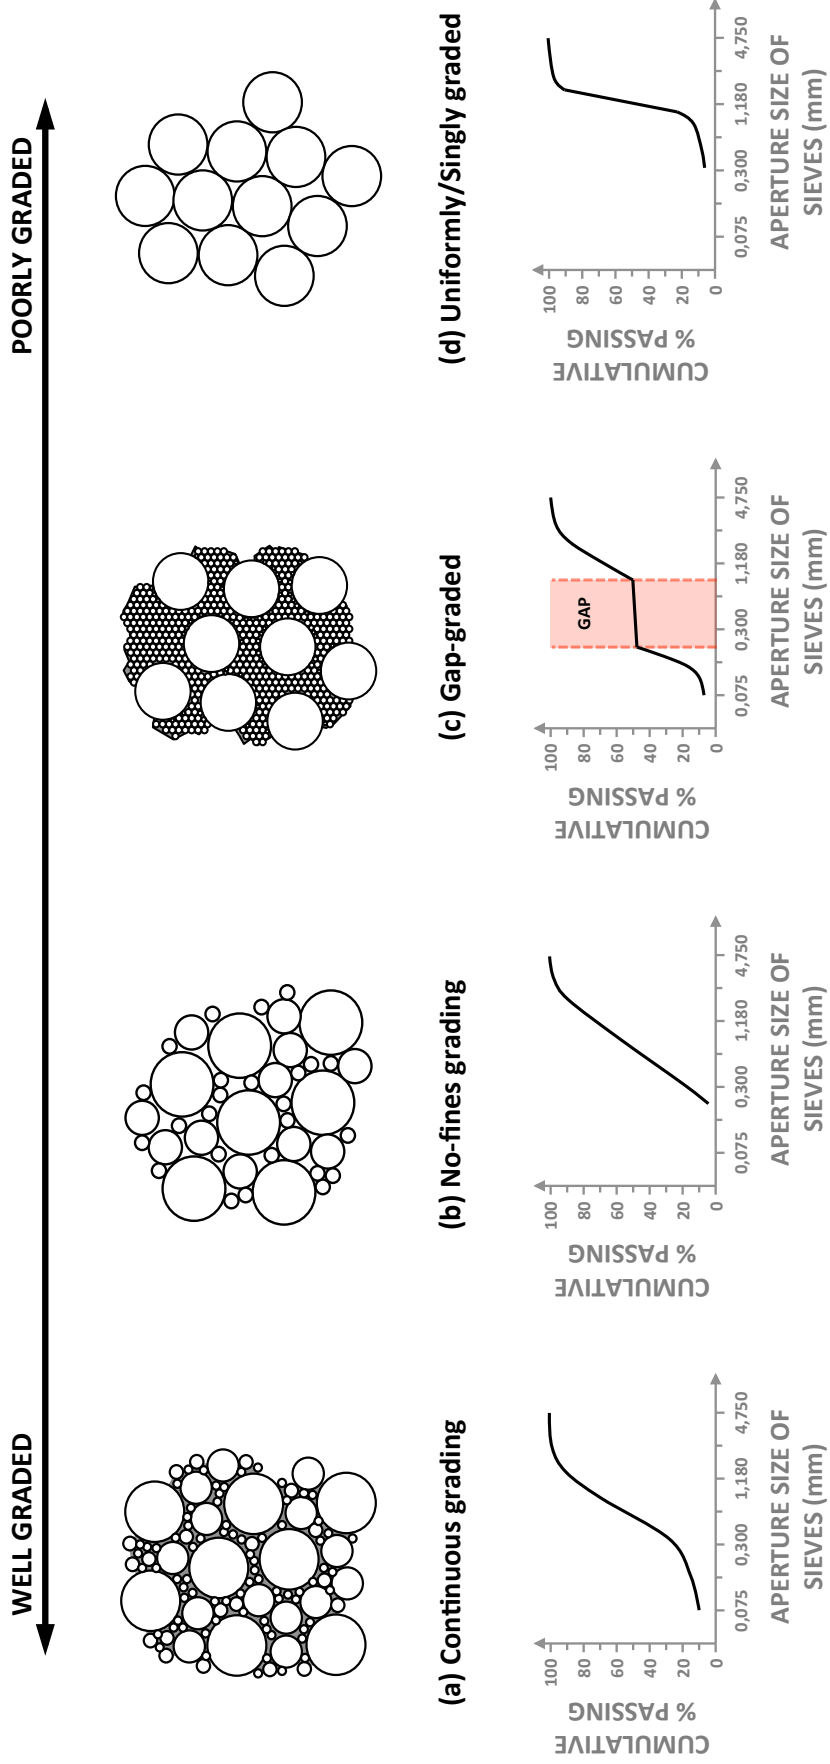 WELL GRADED
POORLY GRADED
(a) Continuous grading
(b) No-fines grading
(c) Gap-graded
(d) Uniformly/Singly graded
CUMULATIVE
% PASSING
100
80
60
40
20
0
0,075
0,300
1,180
4,750
APERTURE SIZE OF
SIEVES (mm)
CUMULATIVE
% PASSING
100
80
60
40
20
0
0,075
0,300
1,180
4,750
APERTURE SIZE OF
SIEVES (mm)
CUMULATIVE
% PASSING
100
80
60
40
20
0
GAP
0,075
0,300
1,180
4,750
APERTURE SIZE OF
SIEVES (mm)
CUMULATIVE
% PASSING
100
80
60
40
20
0
0,075
0,300
1,180
4,750
APERTURE SIZE OF
SIEVES (mm)